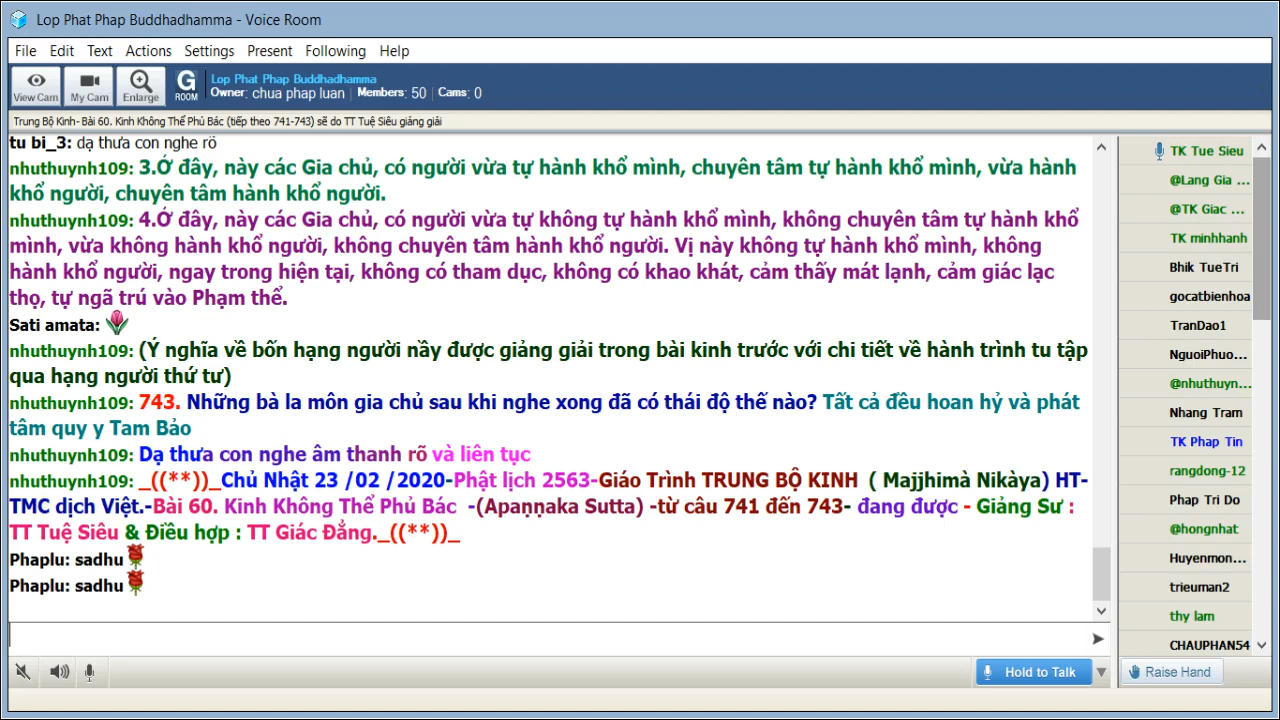 Lop Phat Phap Buddhadhamma - Voice Room
File Edit Text Actions Settings Present Following Help
View Cam My Cam Enlarge G ROOM
Lop Phat Phap Buddhadhamma
Owner: chua phap luan Members: 50 Cams: 0
Trung Bộ Kinh- Bài 60. Kinh Không Thể Phủ Bác (tiếp theo 741-743) sẽ do TT Tuệ Siêu giảng giải
tu bi_3: dạ thưa con nghe rõ
nhuthuynh109: 3.Ở đây, này các Gia chủ, có người vừa tự hành khổ mình, chuyên tâm tự hành khổ mình, vừa hành
khổ người, chuyên tâm hành khổ người.
nhuthuynh109: 4.Ở đây, này các Gia chủ, có người vừa tự không tự hành khổ mình, không chuyên tâm tự hành khổ
mình, vừa không hành khổ người, không chuyên tâm hành khổ người. Vị này không tự hành khổ mình, không
hành khổ người, ngay trong hiện tại, không có tham dục, không có khao khát, cảm thấy mát lạnh, cảm giác lạc
thọ, tự ngã trú vào Phạm thể.
Sati amata:
nhuthuynh109: (Ý nghĩa về bốn hạng người nầy được giảng giải trong bài kinh trước với chi tiết về hành trình tu tập
qua hạng người thứ tư)
nhuthuynh109: 743. Những bà la môn gia chủ sau khi nghe xong đã có thái độ thế nào? Tất cả đều hoan hỷ và phát
tâm quy y Tam Bảo
nhuthuynh109: Dạ thưa con nghe âm thanh rõ và liên tục
nhuthuynh109: _((**))_Chủ Nhật 23 /02 /2020-Phật lịch 2563-Giáo Trình TRUNG BỘ KINH ( Majjhimà Nikàya) HT-
TMC dịch Việt.-Bài 60. Kinh Không Thể Phủ Bác -(Apaṇṇaka Sutta) -từ câu 741 đến 743- đang được - Giảng Sư :
TT Tuệ Siêu & Điều hợp : TT Giác Đẳng._((**))_
Phaplu: sadhu
Phaplu: sadhu
TK Tue Sieu
@Lang Gia ...
@TK Giac ...
TK minhhanh
Bhik TueTri
gocatbienhoa
TranDao1
NguoiPhuo...
@nhuthuyn...
Nhang Tram
TK Phap Tin
rangdong-12
Phap Tri Do
@hongnhat
Huyenmon...
trieuman2
thy lam
CHAUPHAN54
Hold to Talk
Raise Hand